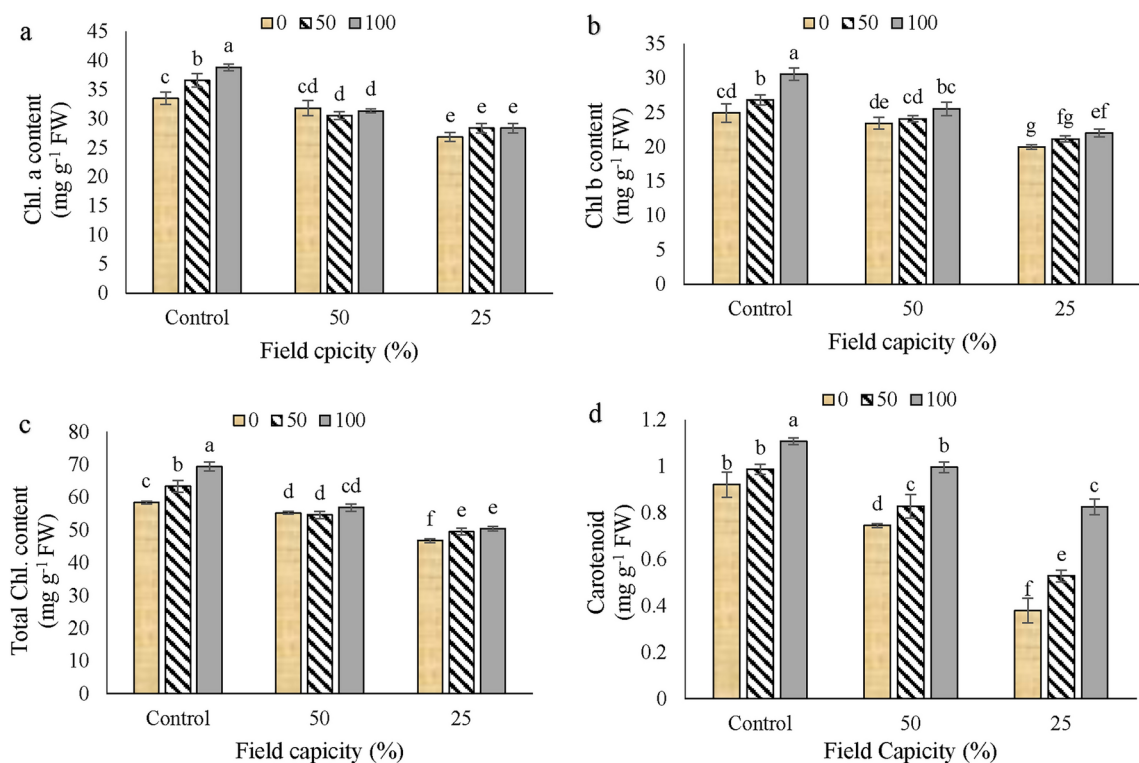 a
0 50 100
45
40
35
30
25
20
15
10
5
0
Chl. a content
(mg g-1 FW)
c b a
cd d d
e e e
Control 50 25
Field cpicity (%)
b
0 50 100
35
30
25
20
15
10
5
0
Chl b content
(mg g-1 FW)
cd b a
de cd bc
g fg ef
Control 50 25
Field capicity (%)
c
0 50 100
80
70
60
50
40
30
20
10
0
Total Chl. content
(mg g-1 FW)
c b a
d d cd
f e e
Control 50 25
Field capicity (%)
d
0 50 100
1.2
1
0.8
0.6
0.4
0.2
0
Carotenoid
(mg g-1 FW)
b b a
d c b
f e c
Control 50 25
Field Capicity (%)